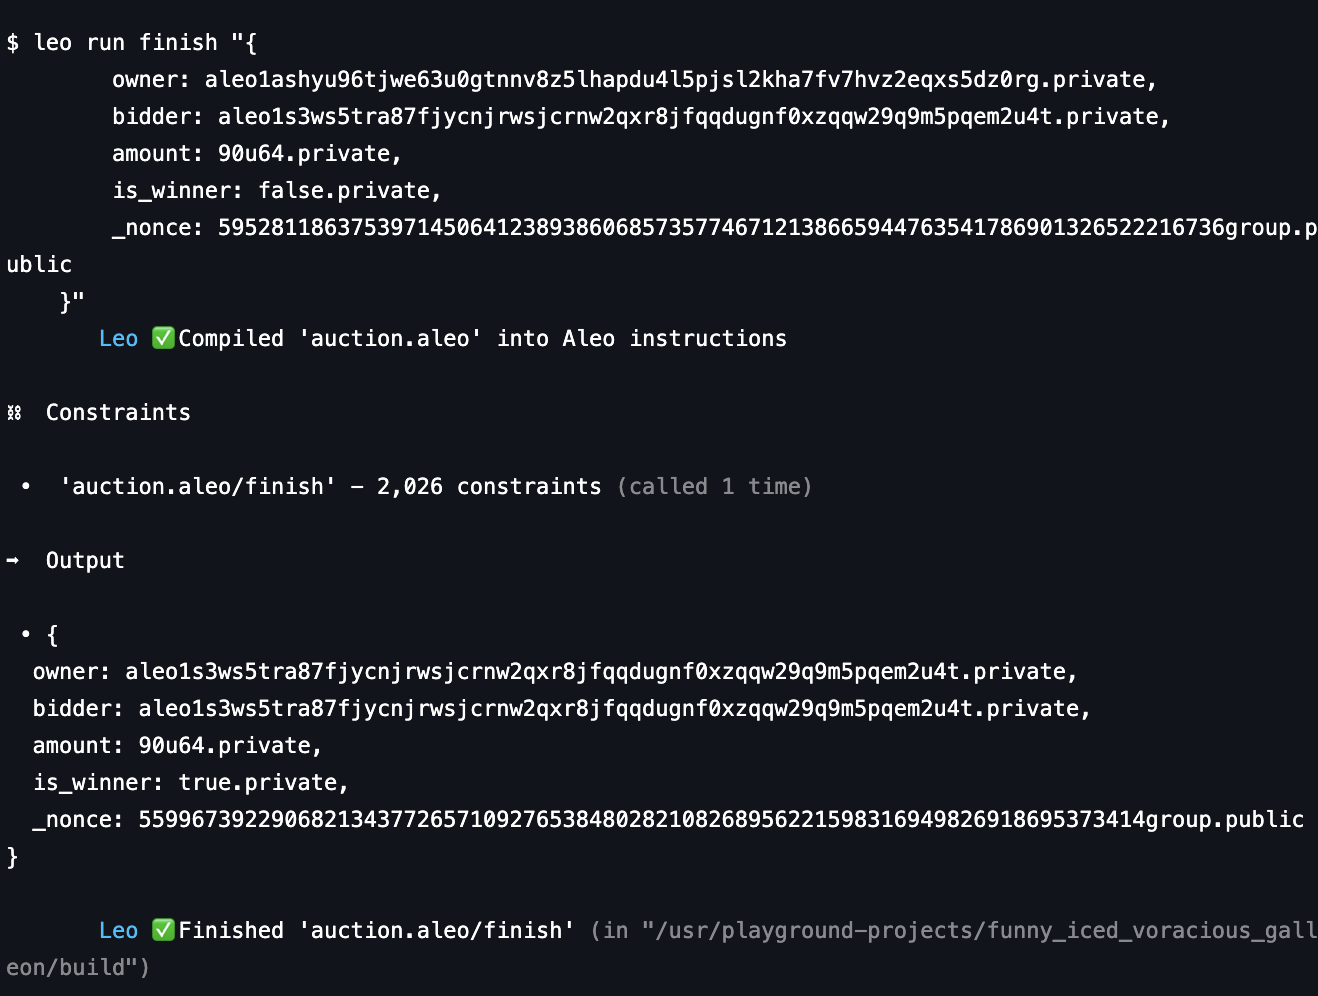 $ leo run finish "{
owner: aleo1ashyu96tjwe63u0gtnnv8z5lhapdu4l5pjsl2kha7fv7hvz2eqxs5dz0rg.private,
bidder: aleo1s3ws5tra87fjycnjrwsjcrnw2qxr8jfqqdugnf0xzqqw29q9m5pqem2u4t.private,
amount: 90u64.private,
is_winner: false.private,
_nonce: 5952811863753971450641238938606857357746712138665944763541786901326522216736group.p
ublic
}"
Leo ✅Compiled 'auction.aleo' into Aleo instructions
⛓ Constraints
• 'auction.aleo/finish' – 2,026 constraints (called 1 time)
➡ Output
• {
owner: aleo1s3ws5tra87fjycnjrwsjcrnw2qxr8jfqqdugnf0xzqqw29q9m5pqem2u4t.private,
bidder: aleo1s3ws5tra87fjycnjrwsjcrnw2qxr8jfqqdugnf0xzqqw29q9m5pqem2u4t.private,
amount: 90u64.private,
is_winner: true.private,
_nonce: 5599673922906821343772657109276538480282108268956221598316949826918695373414group.public
}
Leo ✅Finished 'auction.aleo/finish' (in "/usr/playground-projects/funny_iced_voracious_gall
eon/build")